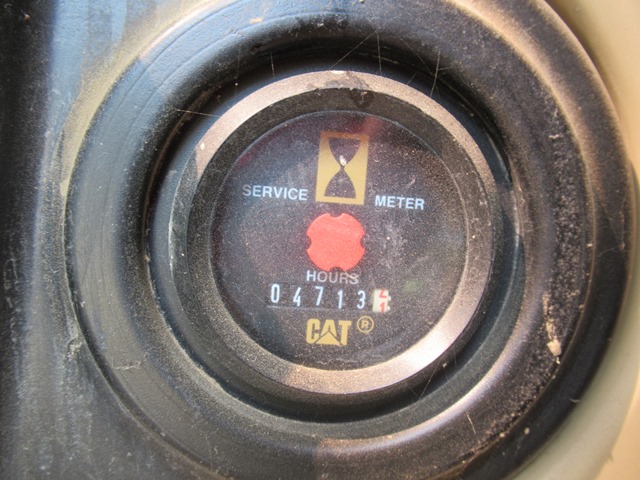 SERVICE METER
HOURS
04713
CAT ®